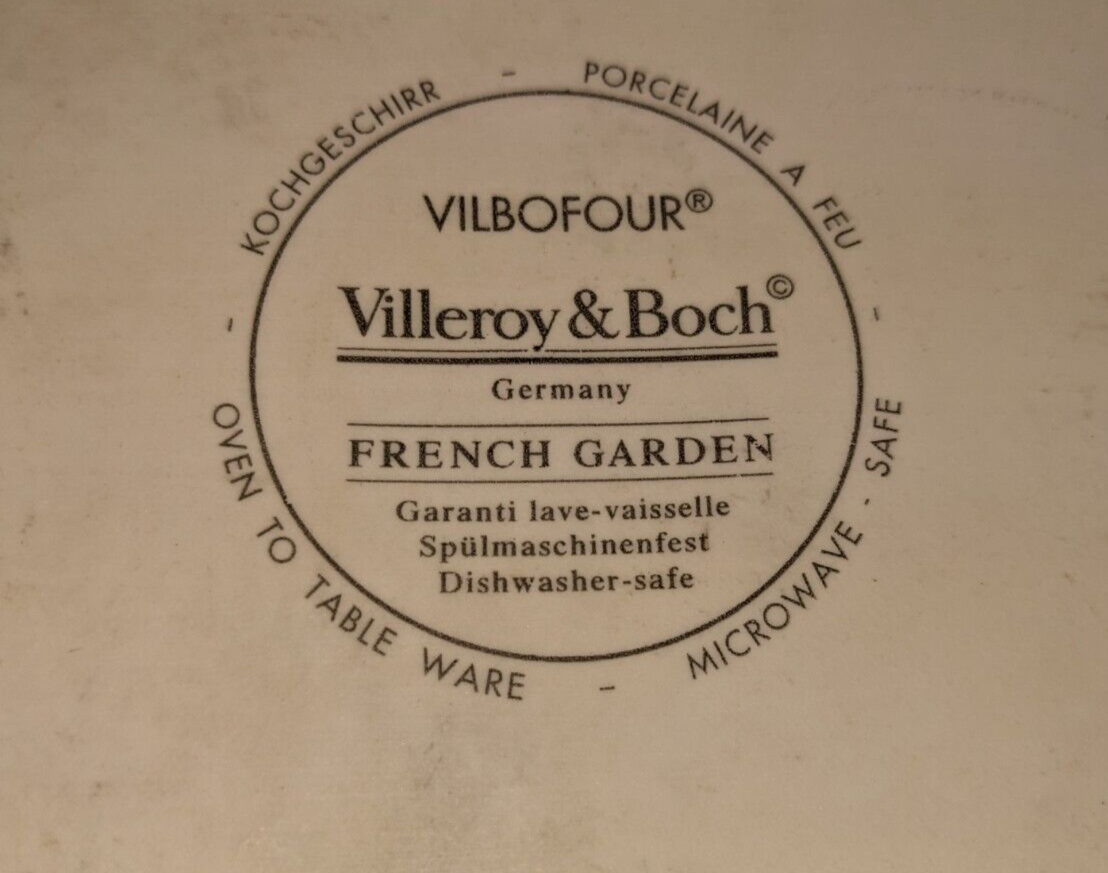 KOCHGESCHIRR - PORCELAINE A FEU - MICROWAVE - SAFE - OVEN TO TABLE WARE -
VILBOFOUR®
Villeroy & Boch©
Germany
FRENCH GARDEN
Garanti lave-vaisselle
Spülmaschinenfest
Dishwasher-safe